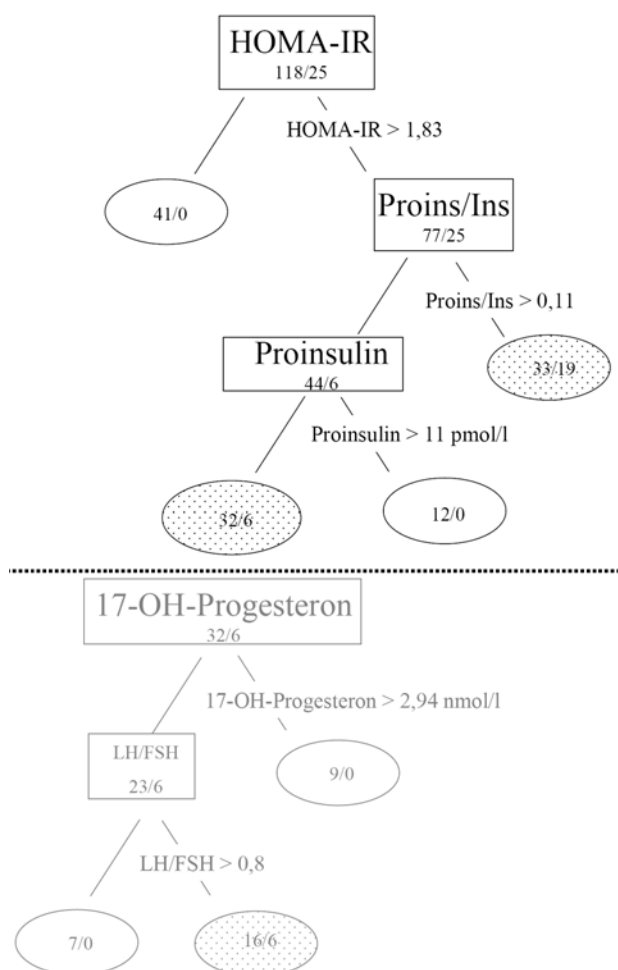 HOMA-IR
118/25
HOMA-IR > 1,83
41/0
Proins/Ins
77/25
Proins/Ins > 0,11
Proinsulin
44/6
33/19
Proinsulin > 11 pmol/l
32/6
12/0
17-OH-Progesteron
32/6
17-OH-Progesteron > 2,94 nmol/l
LH/FSH
23/6
9/0
LH/FSH > 0,8
7/0
16/6